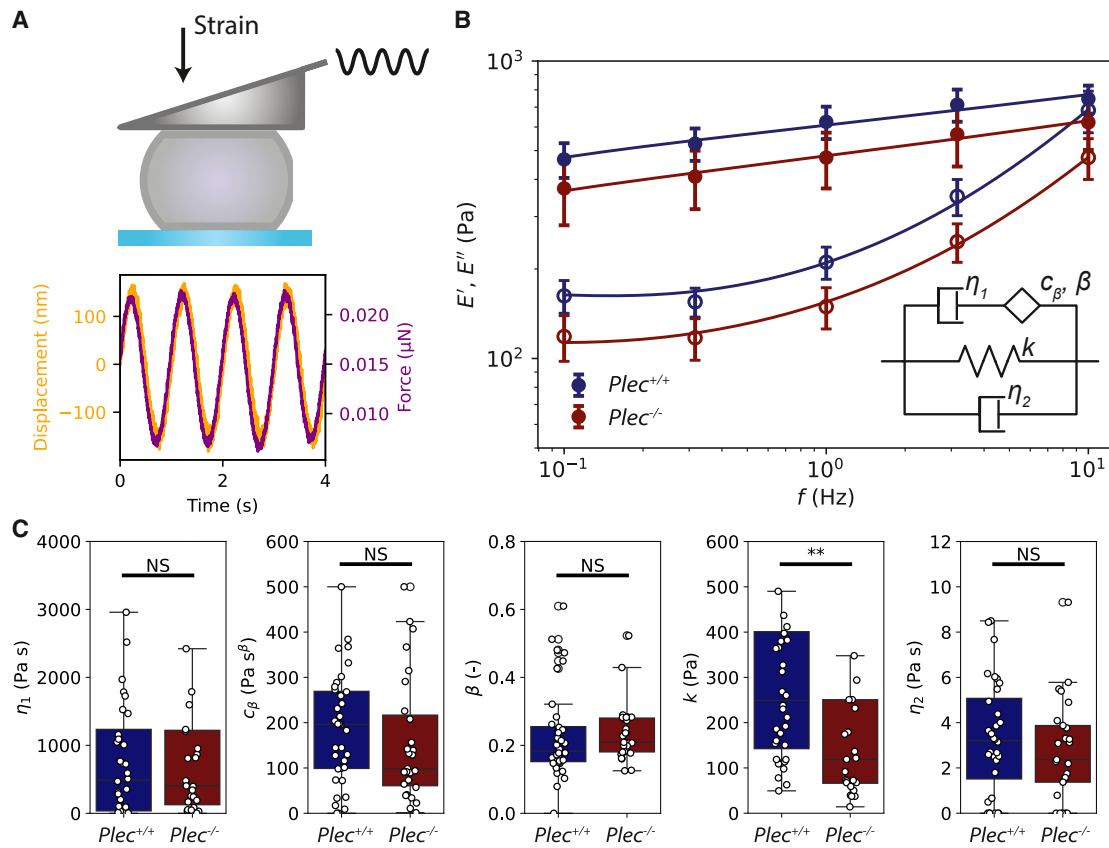 A
Strain
Displacement (nm)
100
0
−100
0.020
0.015
0.010
Force (μN)
0
2
4
Time (s)
B
E′, E″ (Pa)
10³
10²
Plec⁺/⁺
Plec⁻/⁻
η₁
c_β, β
k
η₂
10⁻¹
10⁰
10¹
f (Hz)
C
η₁ (Pa s)
4000
3000
2000
1000
0
NS
Plec⁺/⁺ Plec⁻/⁻
c_β (Pa s^β)
600
500
400
300
200
100
0
NS
Plec⁺/⁺ Plec⁻/⁻
β (-)
0.8
0.6
0.4
0.2
0.0
NS
Plec⁺/⁺ Plec⁻/⁻
k (Pa)
600
500
400
300
200
100
0
**
Plec⁺/⁺ Plec⁻/⁻
η₂ (Pa s)
12
10
8
6
4
2
0
NS
Plec⁺/⁺ Plec⁻/⁻